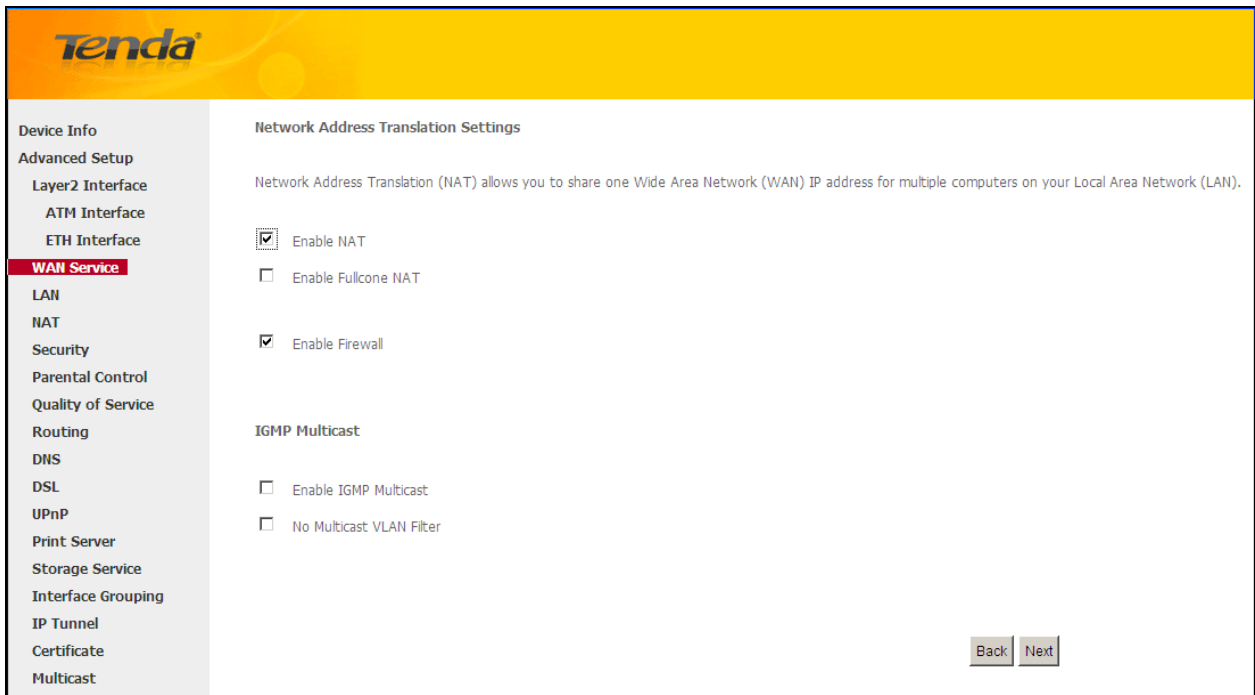 Tenda®
Device Info
Advanced Setup
Layer2 Interface
ATM Interface
ETH Interface
WAN Service
LAN
NAT
Security
Parental Control
Quality of Service
Routing
DNS
DSL
UPnP
Print Server
Storage Service
Interface Grouping
IP Tunnel
Certificate
Multicast
Network Address Translation Settings
Network Address Translation (NAT) allows you to share one Wide Area Network (WAN) IP address for multiple computers on your Local Area Network (LAN).
Enable NAT
Enable Fullcone NAT
Enable Firewall
IGMP Multicast
Enable IGMP Multicast
No Multicast VLAN Filter
Back Next